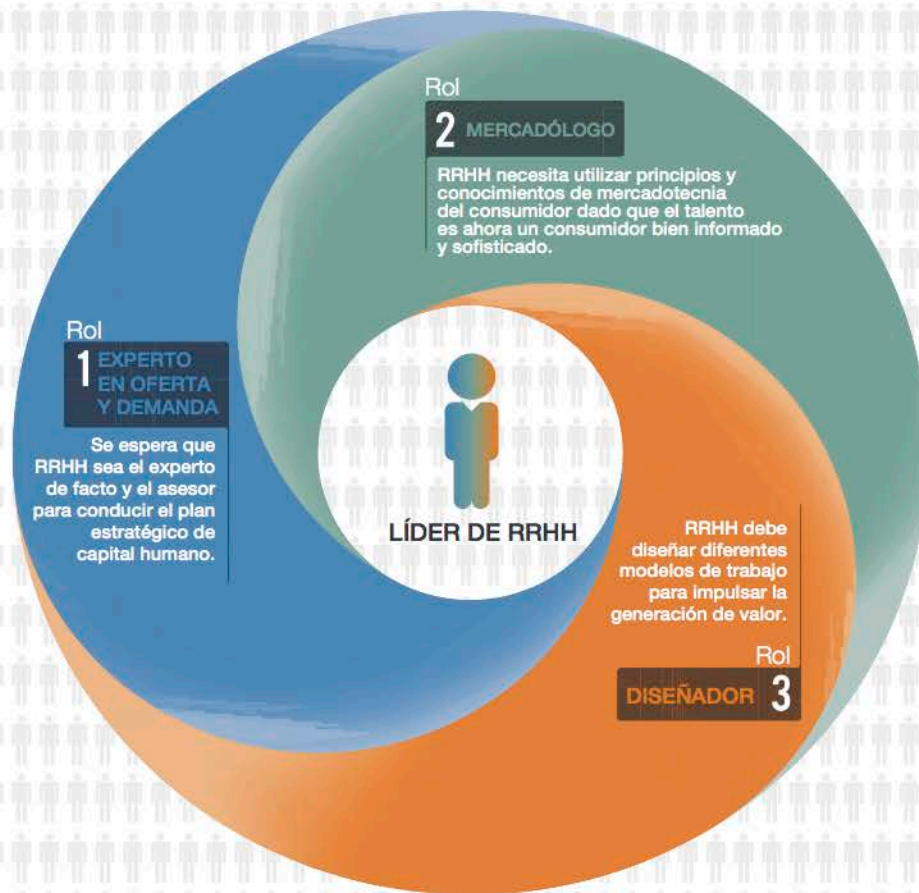 Rol
1 EXPERTO
EN OFERTA
Y DEMANDA
Se espera que
RRHH sea el experto
de facto y el asesor
para conducir el plan
estratégico de
capital humano.
Rol
2 MERCADÓLOGO
RRHH necesita utilizar principios y
conocimientos de mercadotecnia
del consumidor dado que el talento
es ahora un consumidor bien informado
y sofisticado.
LÍDER DE RRHH
RRHH debe
diseñar diferentes
modelos de trabajo
para impulsar la
generación de valor.
Rol
DISEÑADOR 3